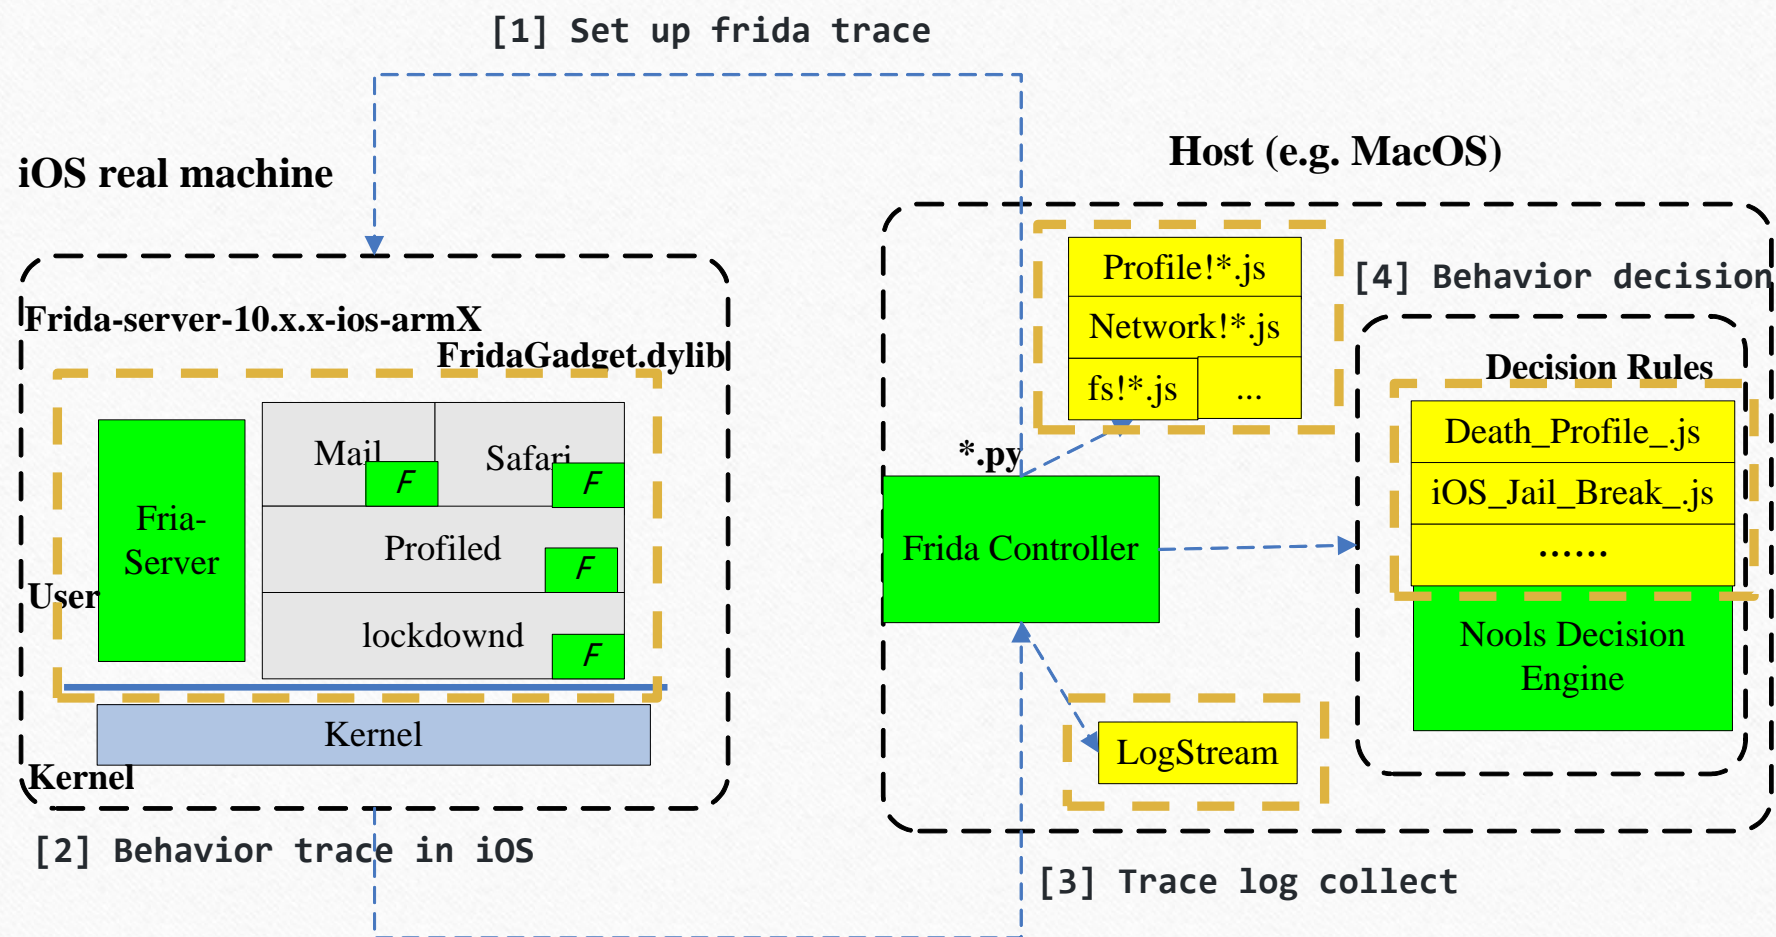 [1] Set up frida trace
iOS real machine
Frida-server-10.x.x-ios-armX
FridaGadget.dylib
Fria-
Server
Mail
F
Safari
F
Profiled
F
lockdownd
F
User
Kernel
Kernel
[2] Behavior trace in iOS
Host (e.g. MacOS)
Profile!*.js
Network!*.js
fs!*.js
...
*.py
Frida Controller
LogStream
[3] Trace log collect
[4] Behavior decision
Decision Rules
Death_Profile_.js
iOS_Jail_Break_.js
......
Nools Decision
Engine